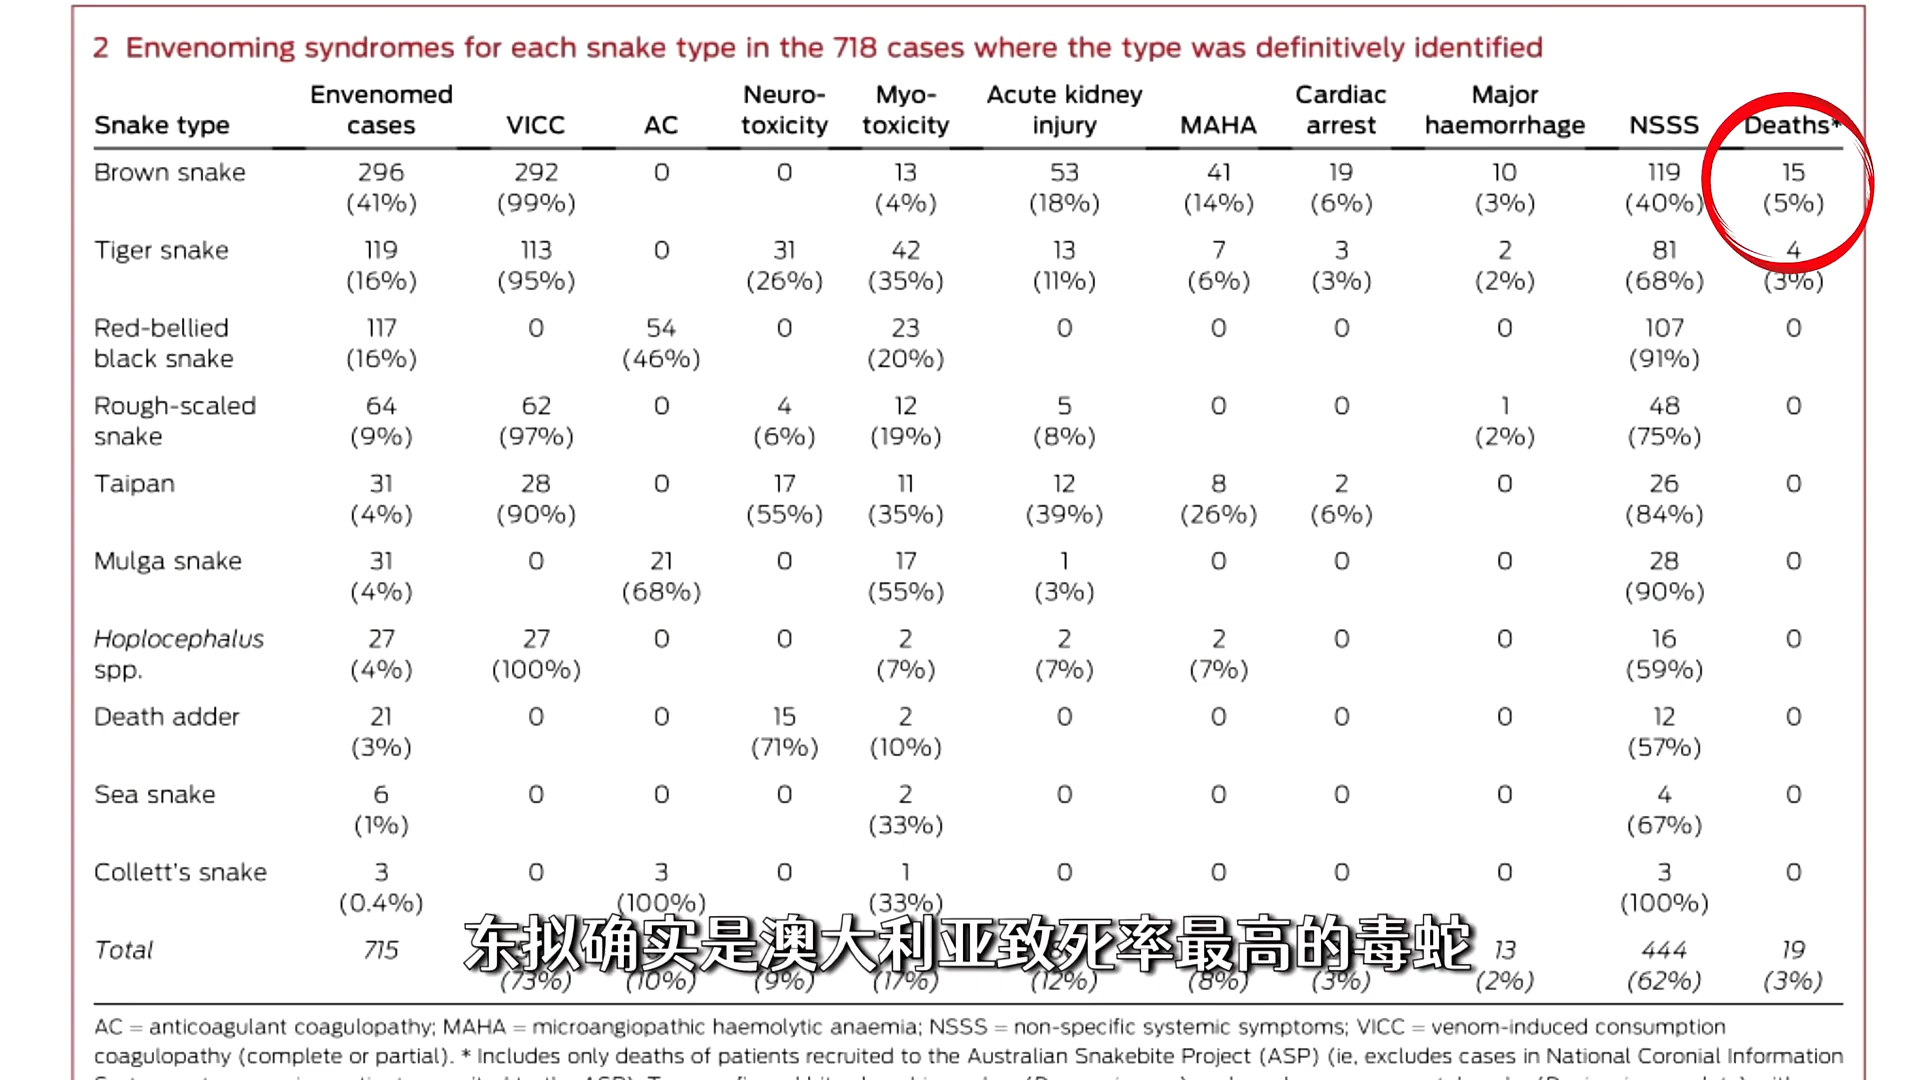 2 Envenoming syndromes for each snake type in the 718 cases where the type was definitively identified
Snake type Envenomed cases VICC AC Neuro-toxicity Myo-toxicity Acute kidney injury MAHA Cardiac arrest Major haemorrhage NSSS Deaths*
Brown snake 296 292 0 0 13 53 41 19 10 119 15
(41%) (99%) (4%) (18%) (14%) (6%) (3%) (40%) (5%)
Tiger snake 119 113 0 31 42 13 7 3 2 81 4
(16%) (95%) (26%) (35%) (11%) (6%) (3%) (2%) (68%) (3%)
Red-bellied 117 0 54 0 23 0 0 0 0 107 0
black snake (16%) (46%) (20%) (91%)
Rough-scaled 64 62 0 4 12 5 0 0 1 48 0
snake (9%) (97%) (6%) (19%) (8%) (2%) (75%)
Taipan 31 28 0 17 11 12 8 2 0 26 0
(4%) (90%) (55%) (35%) (39%) (26%) (6%) (84%)
Mulga snake 31 0 21 0 17 1 0 0 0 28 0
(4%) (68%) (55%) (3%) (90%)
Hoplocephalus 27 27 0 0 2 2 2 0 0 16 0
spp. (4%) (100%) (7%) (7%) (7%) (59%)
Death adder 21 0 0 15 2 0 0 0 0 12 0
(3%) (71%) (10%) (57%)
Sea snake 6 0 0 0 2 0 0 0 0 4 0
(1%) (33%) (67%)
Collett's snake 3 0 3 0 1 0 0 0 0 3 0
(0.4%) (100%) (33%) (100%)
Total 715 13 444 19
(73%) (10%) (9%) (17%) (12%) (8%) (3%) (2%) (62%) (3%)
东拟确实是澳大利亚致死率最高的毒蛇
AC = anticoagulant coagulopathy; MAHA = microangiopathic haemolytic anaemia; NSSS = non-specific systemic symptoms; VICC = venom-induced consumption
coagulopathy (complete or partial). * Includes only deaths of patients recruited to the Australian Snakebite Project (ASP) (ie, excludes cases in National Coronial Information